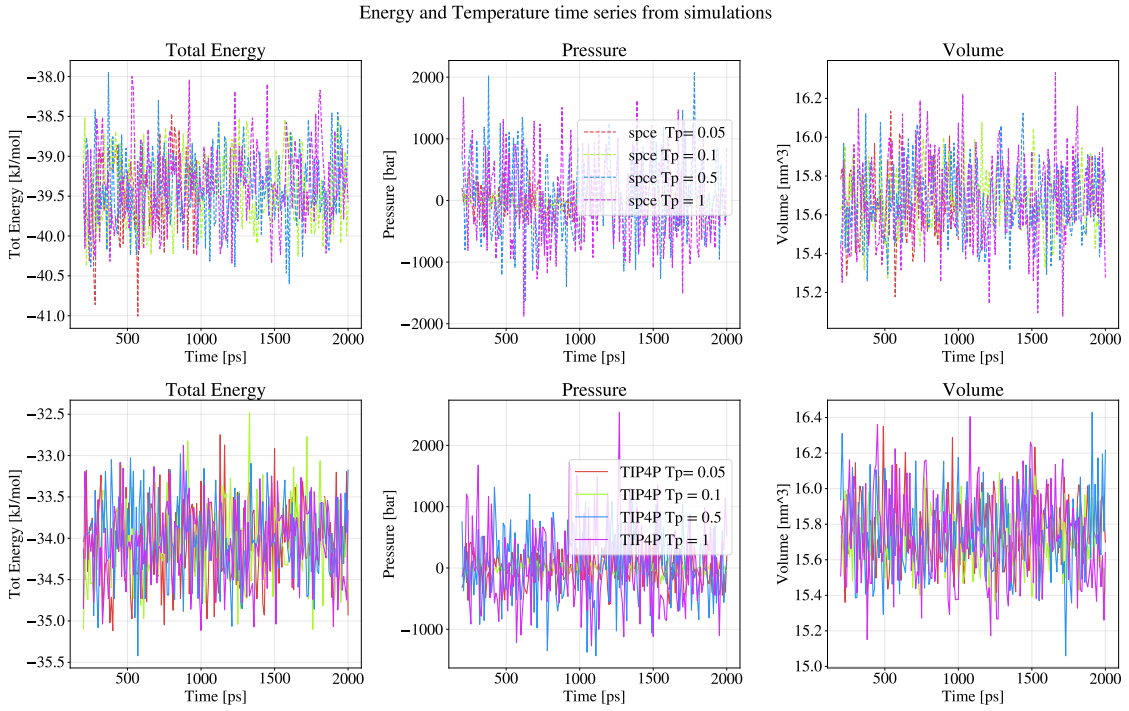 Energy and Temperature time series from simulations
Total Energy
Tot Energy [kJ/mol]
−38.0
−38.5
−39.0
−39.5
−40.0
−40.5
−41.0
500 1000 1500 2000
Time [ps]
Pressure
Pressure [bar]
2000
1000
0
−1000
−2000
spce Tp= 0.05
spce Tp = 0.1
spce Tp = 0.5
spce Tp = 1
500 1000 1500 2000
Time [ps]
Volume
Volume [nm^3]
16.2
16.0
15.8
15.6
15.4
15.2
500 1000 1500 2000
Time [ps]
Total Energy
Tot Energy [kJ/mol]
−32.5
−33.0
−33.5
−34.0
−34.5
−35.0
−35.5
500 1000 1500 2000
Time [ps]
Pressure
Pressure [bar]
2000
1000
0
−1000
TIP4P Tp= 0.05
TIP4P Tp = 0.1
TIP4P Tp = 0.5
TIP4P Tp = 1
500 1000 1500 2000
Time [ps]
Volume
Volume [nm^3]
16.4
16.2
16.0
15.8
15.6
15.4
15.2
15.0
500 1000 1500 2000
Time [ps]